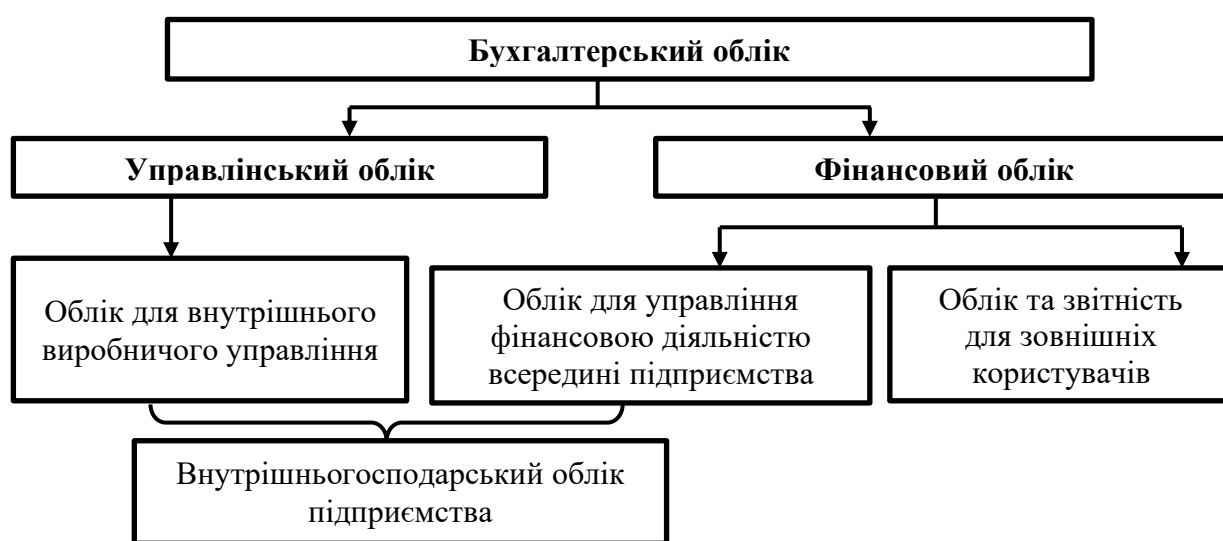 Бухгалтерський облік
Управлінський облік
Фінансовий облік
Облік для внутрішнього
виробничого управління
Облік для управління
фінансовою діяльністю
всередині підприємства
Облік та звітність
для зовнішніх
користувачів
Внутрішньогосподарський облік
підприємства